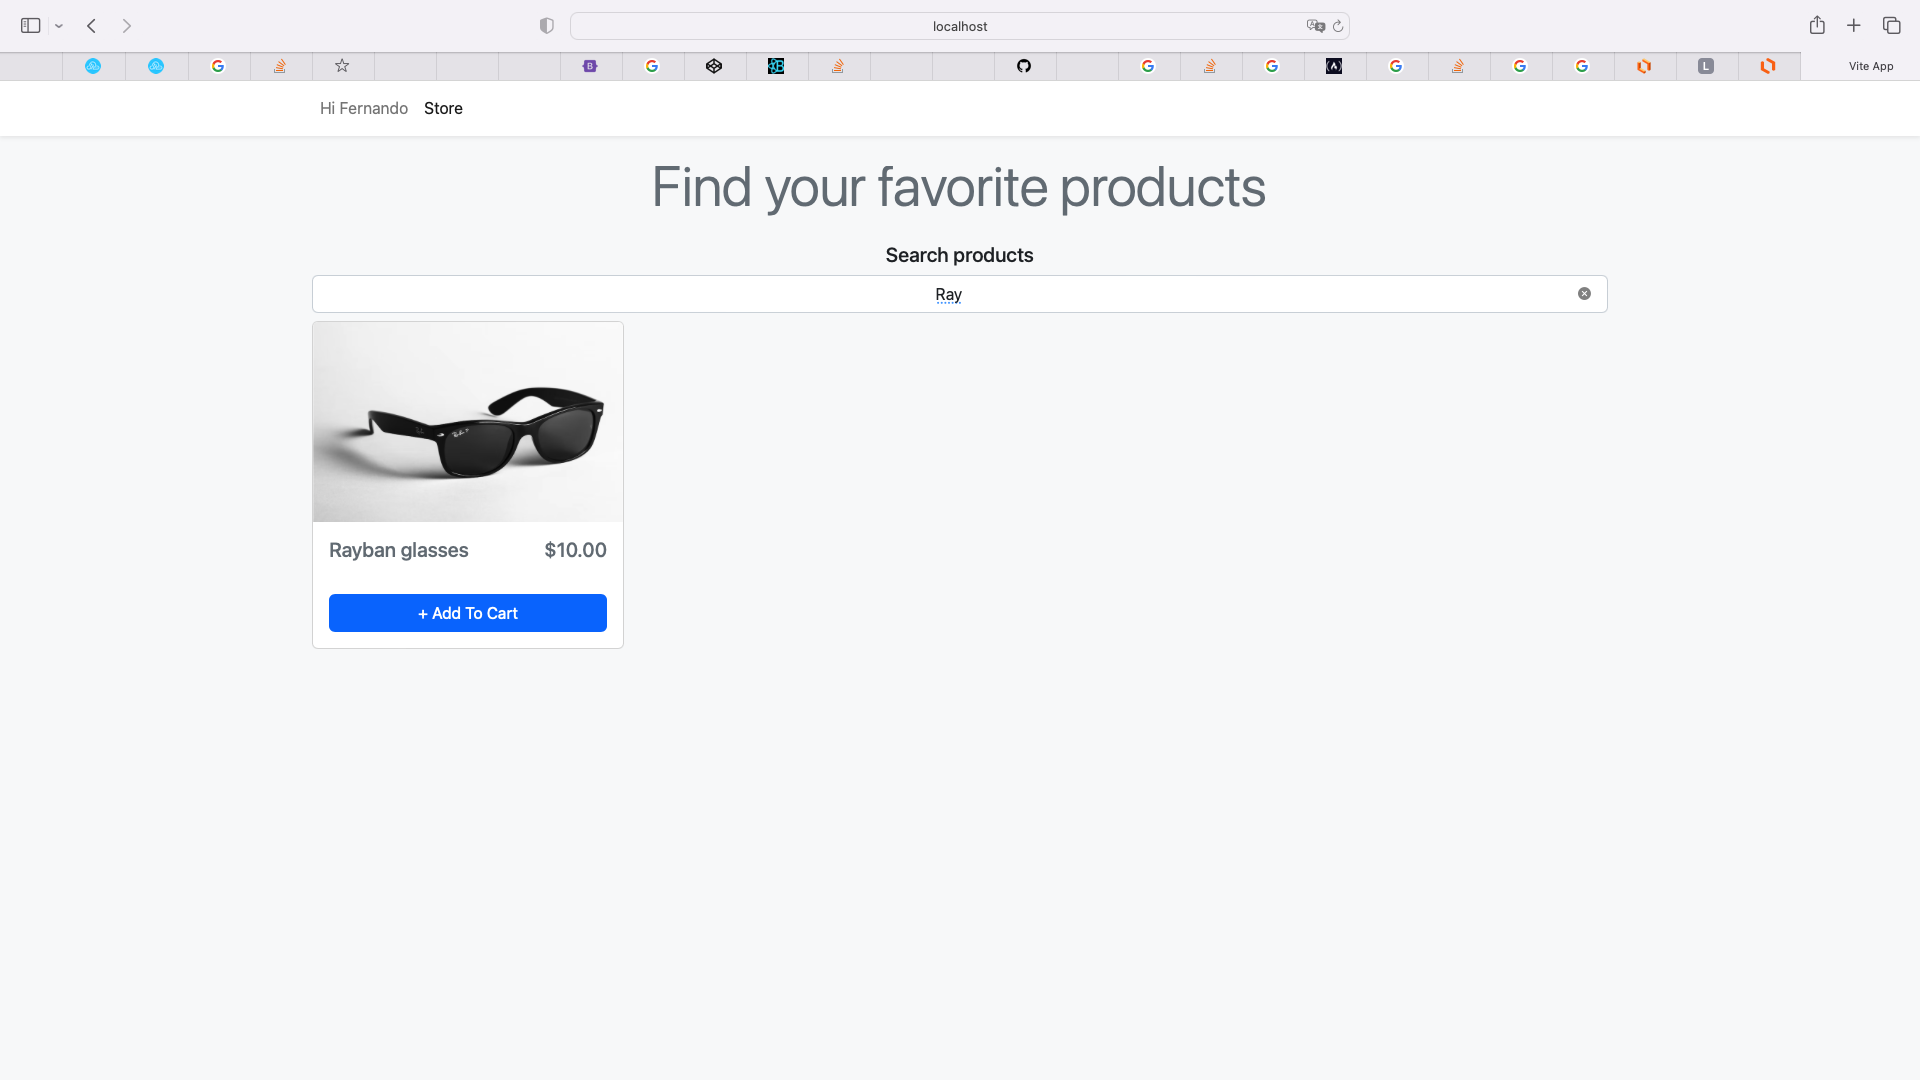 localhost
Vite App
Hi Fernando Store
Find your favorite products
Search products
Ray
Rayban glasses $10.00
+ Add To Cart